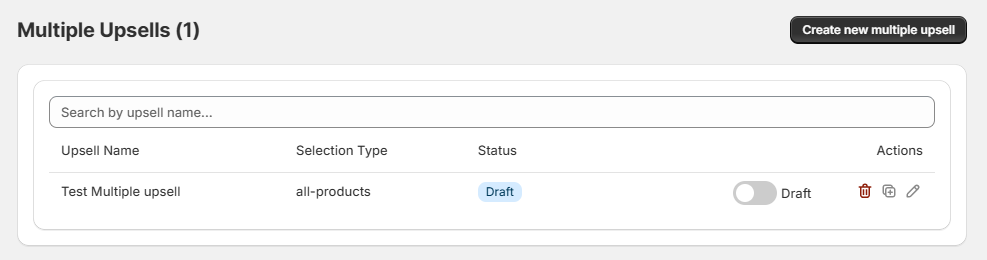 Multiple Upsells (1)
Create new multiple upsell
Search by upsell name...
Upsell Name Selection Type Status Actions
Test Multiple upsell all-products Draft Draft